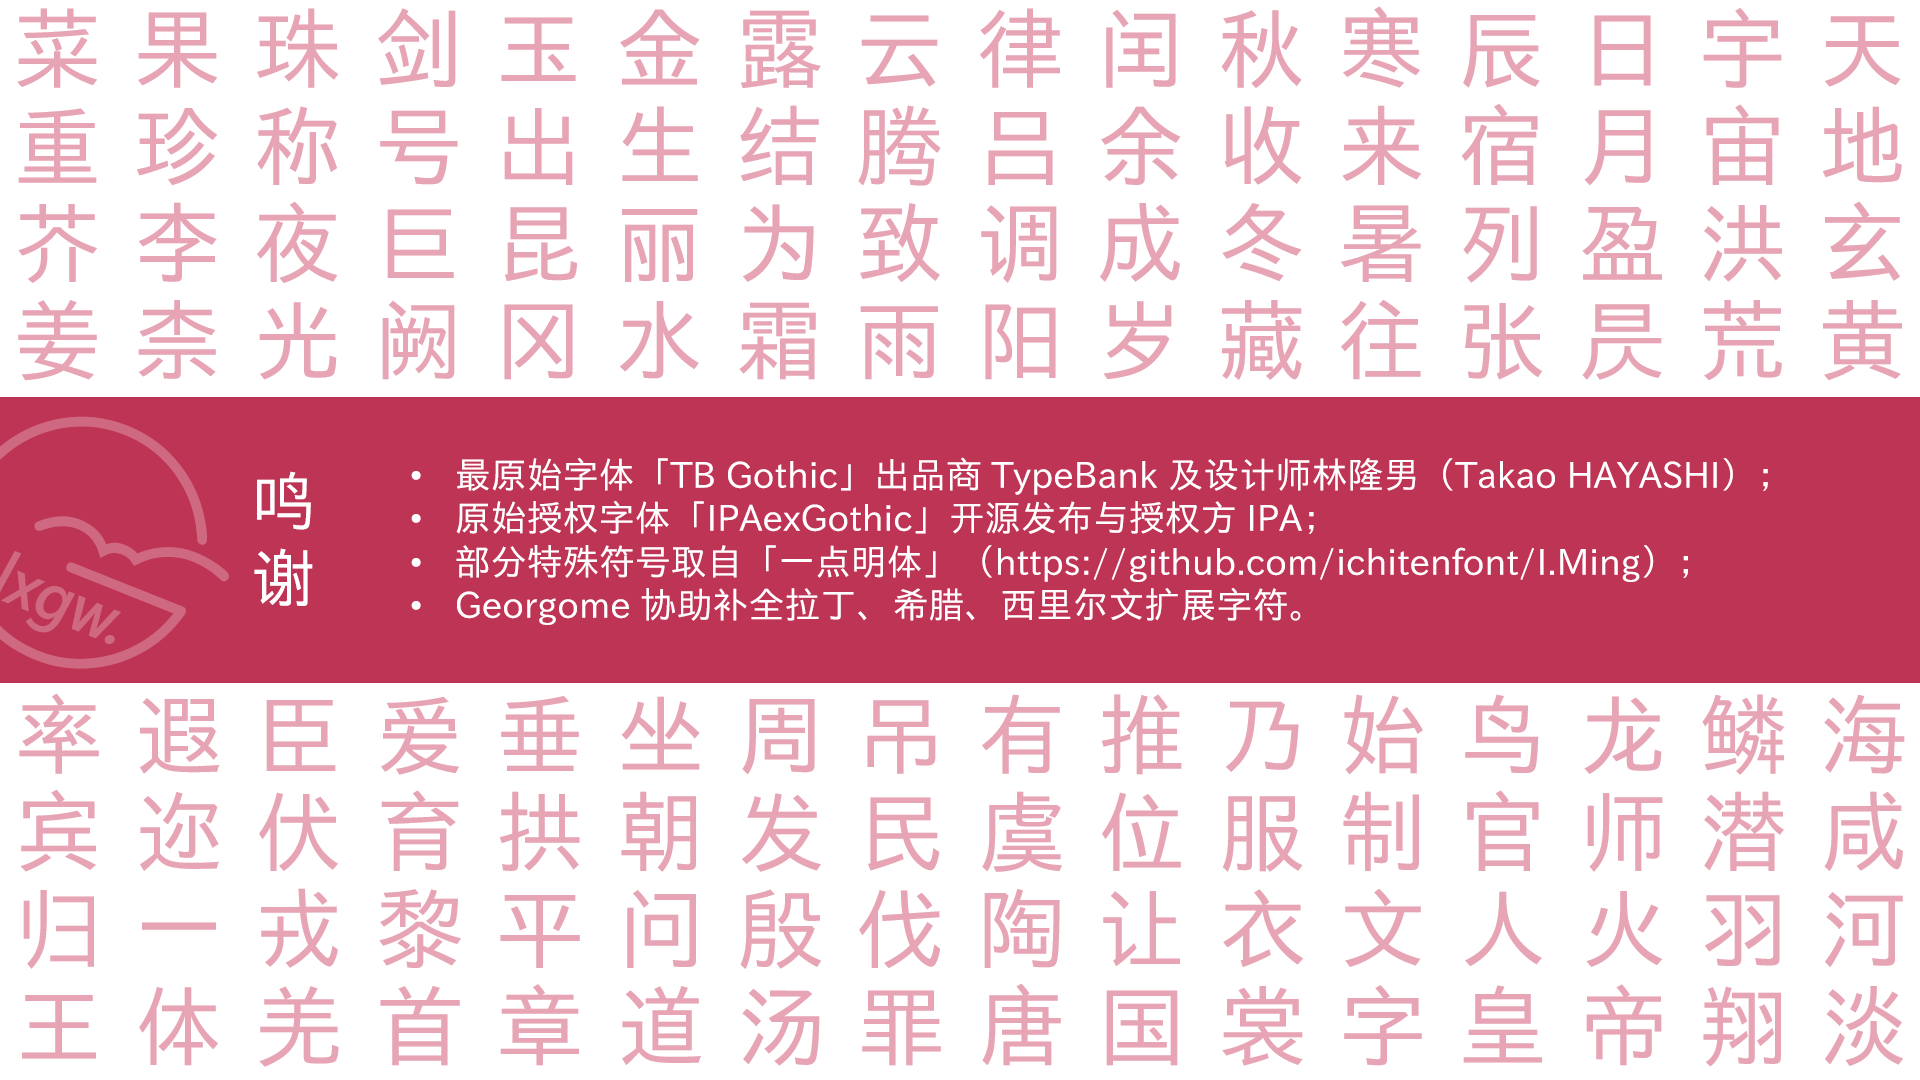 天地玄黄
宇宙洪荒
日月盈昃
辰宿列张
寒来暑往
秋收冬藏
闰余成岁
律吕调阳
云腾致雨
露结为霜
金生丽水
玉出昆冈
剑号巨阙
珠称夜光
果珍李柰
菜重芥姜
lxgw.
鸣谢
• 最原始字体「TB Gothic」出品商 TypeBank 及设计师林隆男（Takao HAYASHI）；
• 原始授权字体「IPAexGothic」开源发布与授权方 IPA；
• 部分特殊符号取自「一点明体」（https://github.com/ichitenfont/I.Ming）；
• Georgome 协助补全拉丁、希腊、西里尔文扩展字符。
海咸河淡
鳞潜羽翔
龙师火帝
鸟官人皇
始制文字
乃服衣裳
推位让国
有虞陶唐
吊民伐罪
周发殷汤
坐朝问道
垂拱平章
爱育黎首
臣伏戎羌
遐迩一体
率宾归王